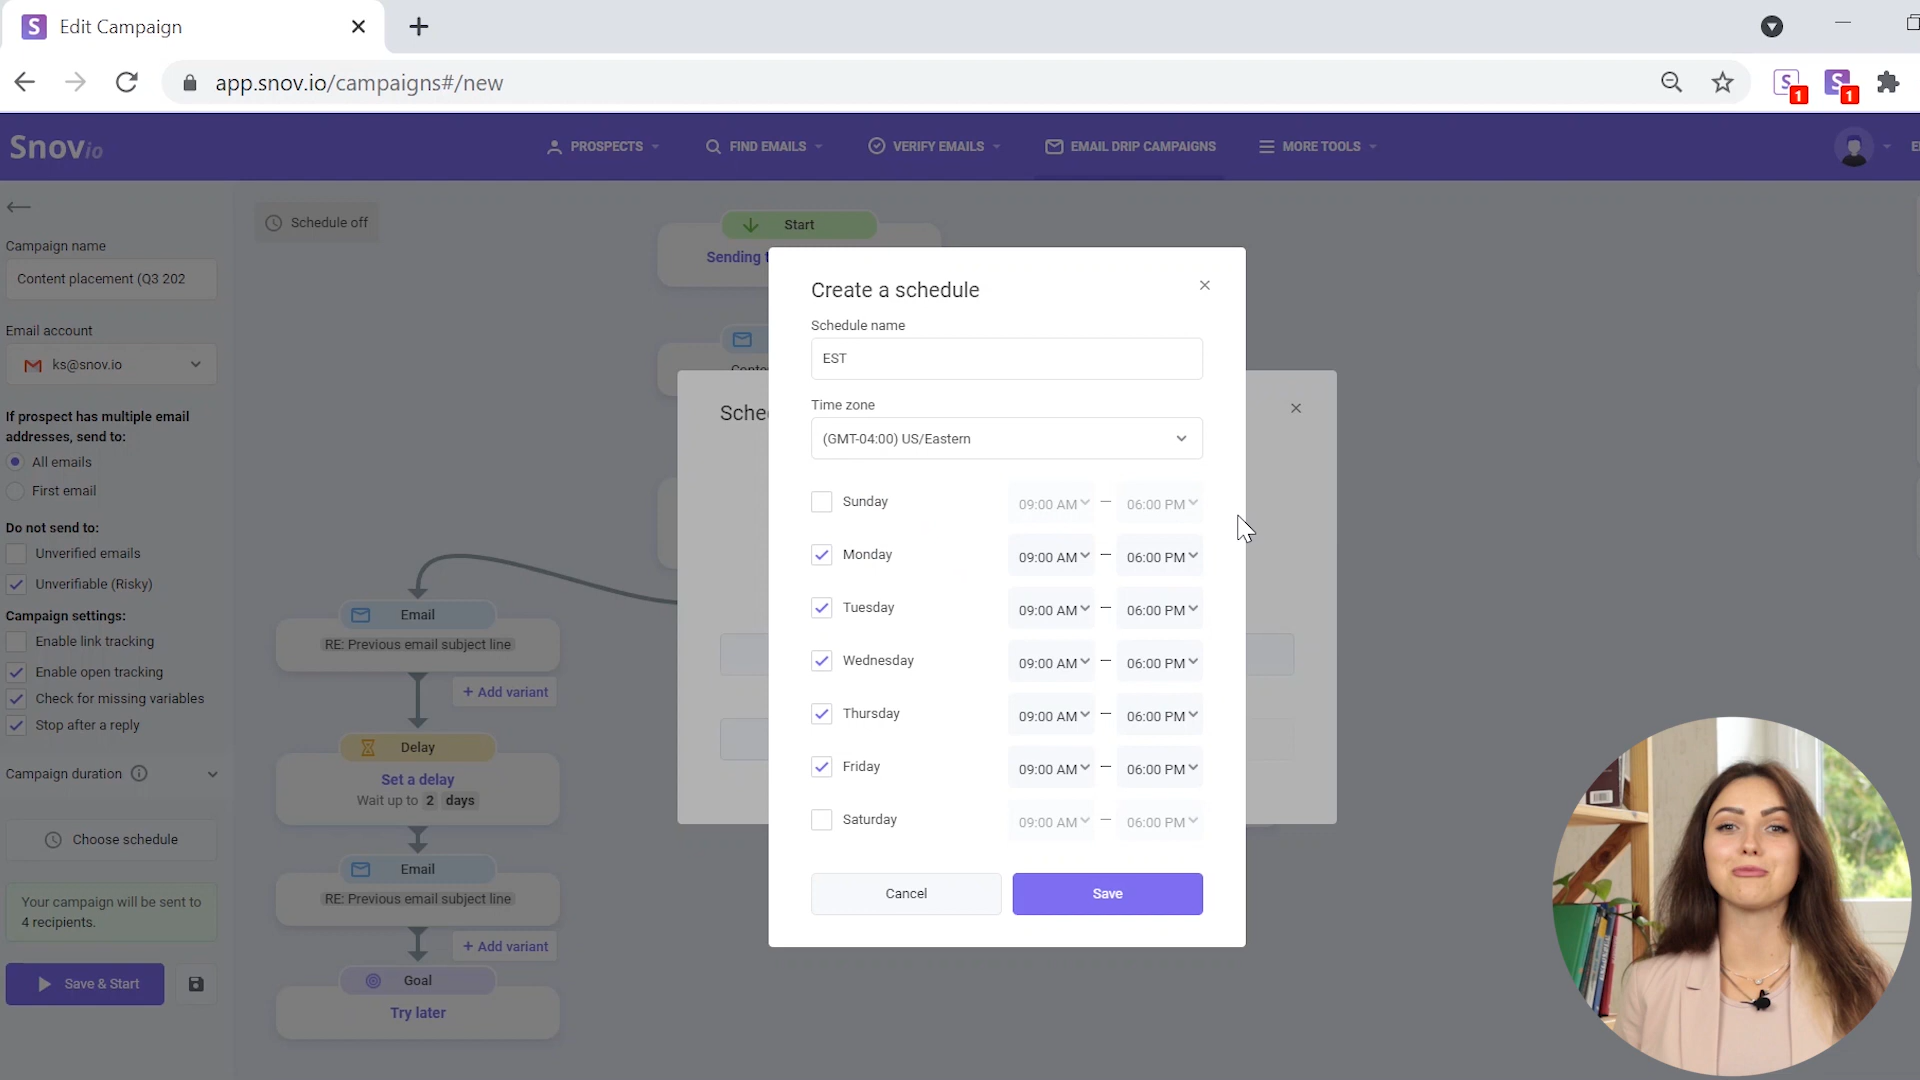 S
Edit Campaign
app.snov.io/campaigns#/new
S
1
S
1
Snovio
PROSPECTS
FIND EMAILS
VERIFY EMAILS
EMAIL DRIP CAMPAIGNS
MORE TOOLS
Schedule off
Campaign name
Content placement (Q3 202
Email account
ks@snov.io
If prospect has multiple email
addresses, send to:
All emails
First email
Do not send to:
Unverified emails
Unverifiable (Risky)
Campaign settings:
Enable link tracking
Enable open tracking
Check for missing variables
Stop after a reply
Campaign duration
Choose schedule
Your campaign will be sent to
4 recipients.
Save & Start
Start
Sending
Email
RE: Previous email subject line
+ Add variant
Delay
Set a delay
Wait up to 2 days
Email
RE: Previous email subject line
+ Add variant
Goal
Try later
Create a schedule
Schedule name
EST
Time zone
(GMT-04:00) US/Eastern
Sunday 09:00 AM – 06:00 PM
Monday 09:00 AM – 06:00 PM
Tuesday 09:00 AM – 06:00 PM
Wednesday 09:00 AM – 06:00 PM
Thursday 09:00 AM – 06:00 PM
Friday 09:00 AM – 06:00 PM
Saturday 09:00 AM – 06:00 PM
Cancel
Save